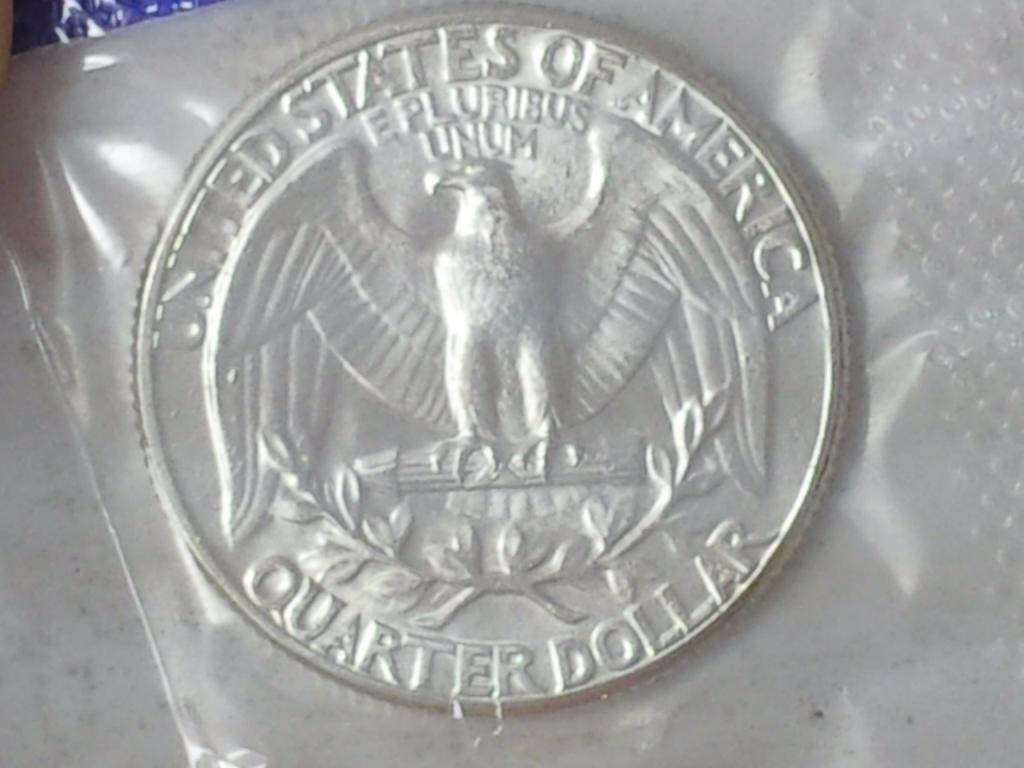 UNITED STATES OF AMERICA
E PLURIBUS
UNUM
QUARTER DOLLAR